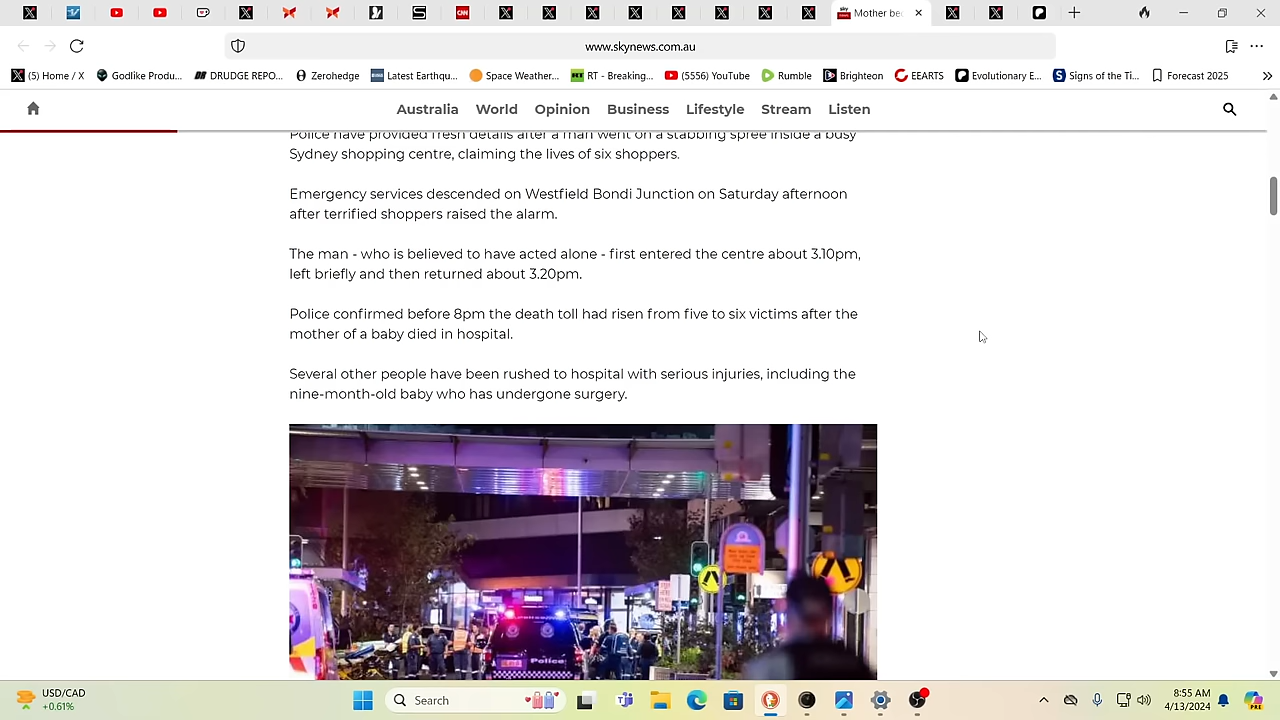 Mother be
www.skynews.com.au
(5) Home / X
Godlike Produ...
DRUDGE REPO...
Zerohedge
Latest Earthqu...
Space Weather...
RT - Breaking...
(5556) YouTube
Rumble
Brighteon
EEARTS
Evolutionary E...
Signs of the Ti...
Forecast 2025
Australia World Opinion Business Lifestyle Stream Listen
Police have provided fresh details after a man went on a stabbing spree inside a busy
Sydney shopping centre, claiming the lives of six shoppers.
Emergency services descended on Westfield Bondi Junction on Saturday afternoon
after terrified shoppers raised the alarm.
The man - who is believed to have acted alone - first entered the centre about 3.10pm,
left briefly and then returned about 3.20pm.
Police confirmed before 8pm the death toll had risen from five to six victims after the
mother of a baby died in hospital.
Several other people have been rushed to hospital with serious injuries, including the
nine-month-old baby who has undergone surgery.
Police
USD/CAD
+0.61%
Search
8:55 AM
4/13/2024